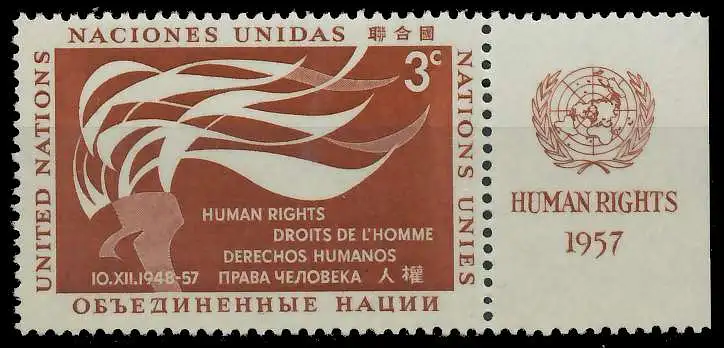 NACIONES UNIDAS 聯合國
UNITED NATIONS
3c
NATIONS UNIES
HUMAN RIGHTS
DROITS DE L'HOMME
DERECHOS HUMANOS
10.XII.1948-57 ПРАВА ЧЕЛОВЕКА 人權
ОБЪЕДИНЕННЫЕ НАЦИИ
HUMAN RIGHTS
1957